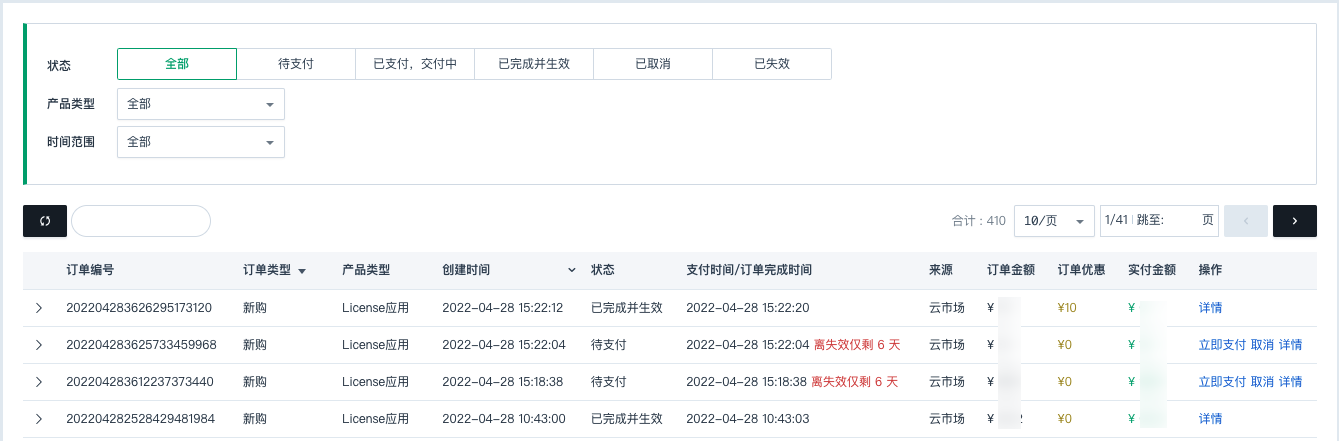 状态 全部 待支付 已支付，交付中 已完成并生效 已取消 已失效
产品类型 全部
时间范围 全部
合计 : 410 10/页 1/41 跳至: 页
订单编号 订单类型 产品类型 创建时间 状态 支付时间/订单完成时间 来源 订单金额 订单优惠 实付金额 操作
202204283626295173120 新购 License应用 2022-04-28 15:22:12 已完成并生效 2022-04-28 15:22:20 云市场 ¥ ¥10 ¥ 详情
202204283625733459968 新购 License应用 2022-04-28 15:22:04 待支付 2022-04-28 15:22:04 离失效仅剩 6 天 云市场 ¥ ¥0 ¥ 立即支付 取消 详情
202204283612237373440 新购 License应用 2022-04-28 15:18:38 待支付 2022-04-28 15:18:38 离失效仅剩 6 天 云市场 ¥ ¥0 ¥ 立即支付 取消 详情
202204282528429481984 新购 License应用 2022-04-28 10:43:00 已完成并生效 2022-04-28 10:43:03 云市场 ¥ ¥0 ¥ 详情